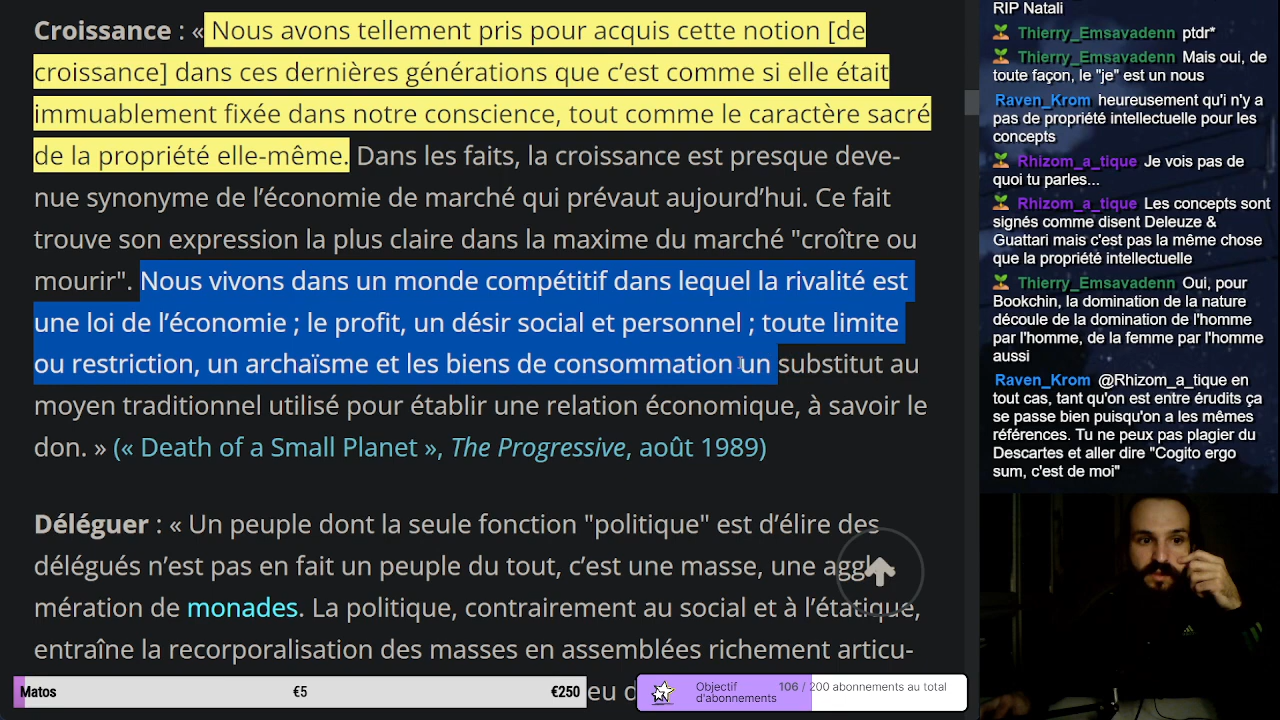 Croissance : « Nous avons tellement pris pour acquis cette notion [de
croissance] dans ces dernières générations que c’est comme si elle était
immuablement fixée dans notre conscience, tout comme le caractère sacré
de la propriété elle-même. Dans les faits, la croissance est presque deve-
nue synonyme de l’économie de marché qui prévaut aujourd’hui. Ce fait
trouve son expression la plus claire dans la maxime du marché "croître ou
mourir". Nous vivons dans un monde compétitif dans lequel la rivalité est
une loi de l’économie ; le profit, un désir social et personnel ; toute limite
ou restriction, un archaïsme et les biens de consommation un substitut au
moyen traditionnel utilisé pour établir une relation économique, à savoir le
don. » (« Death of a Small Planet », The Progressive, août 1989)
Déléguer : « Un peuple dont la seule fonction "politique" est d’élire des
délégués n’est pas en fait un peuple du tout, c’est une masse, une
mération de monades. La politique, contrairement au social et à l’étatique,
entraîne la recorporalisation des masses en assemblées richement articu-
Matos €5 €250
Objectif
d'abonnements
106 / 200 abonnements au total
RIP Natali
Thierry_Emsavadenn ptdr*
Thierry_Emsavadenn Mais oui, de
toute façon, le "je" est un nous
Raven_Krom heureusement qu'i n'y a
pas de propriété intellectuelle pour les
concepts
Rhizom_a_tique Je vois pas de
quoi tu parles...
Rhizom_a_tique Les concepts sont
signés comme disent Deleuze &
Guattari mais c'est pas la même chose
que la propriété intellectuelle
Thierry_Emsavadenn Oui, pour
Bookchin, la domination de la nature
découle de la domination de l'homme
par l'homme, de la femme par l'homme
aussi
Raven_Krom @Rhizom_a_tique en
tout cas, tant qu'on est entre érudits ça
se passe bien puisqu'on a les mêmes
références. Tu ne peux pas plagier du
Descartes et aller dire "Cogito ergo
sum, c'est de moi"